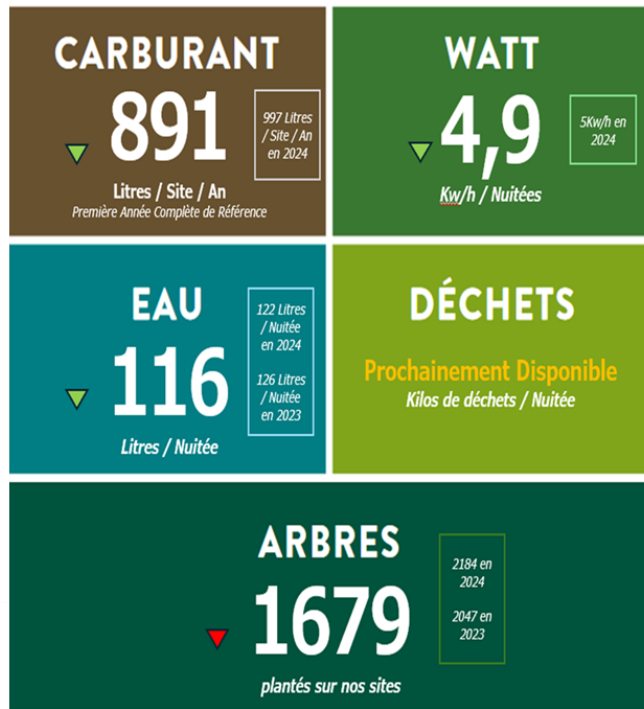 CARBURANT
891
997 Litres
/ Site / An
en 2024
Litres / Site / An
Première Année Complète de Référence
WATT
4,9
5Kw/h en
2024
Kw/h / Nuitées
EAU
116
122 Litres
/ Nuitée
en 2024
126 Litres
/ Nuitée
en 2023
Litres / Nuitée
DÉCHETS
Prochainement Disponible
Kilos de déchets / Nuitée
ARBRES
1679
2184 en
2024
2047 en
2023
plantés sur nos sites